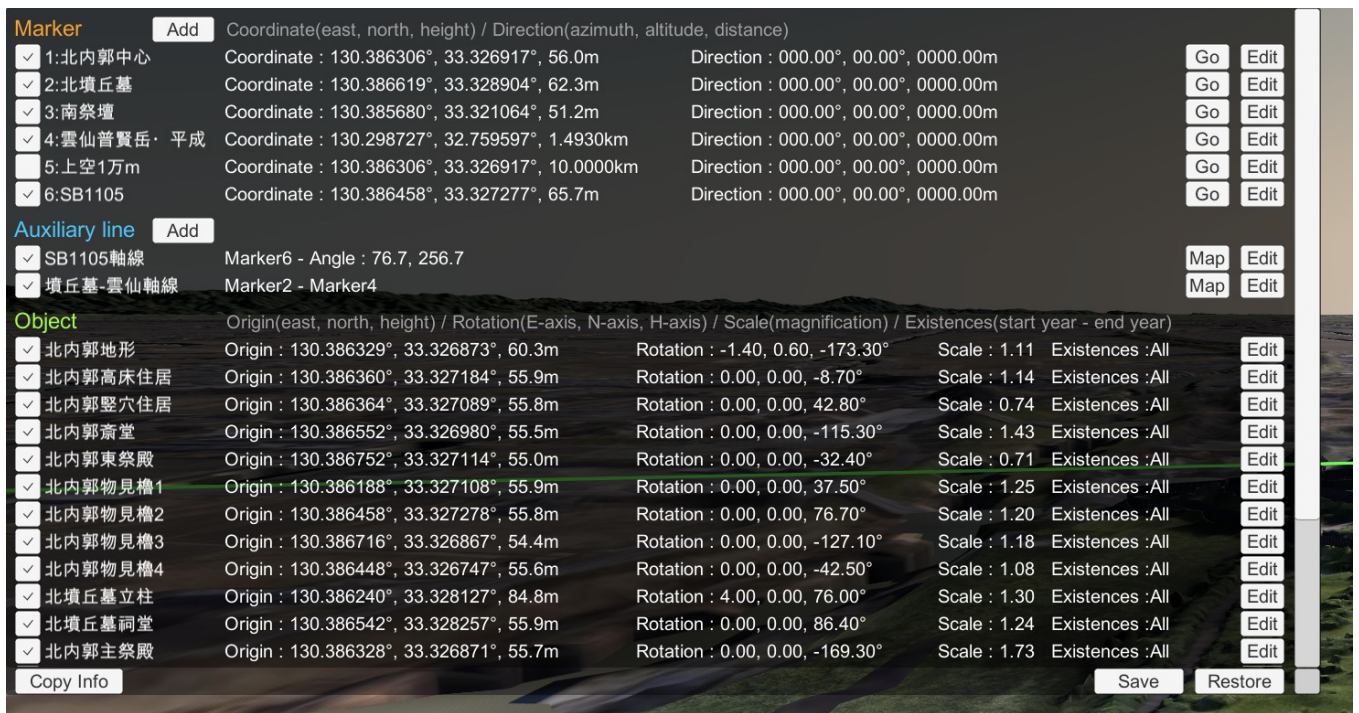 Marker Add Coordinate(east, north, height) / Direction(azimuth, altitude, distance)
1:北内郭中心 Coordinate : 130.386306°, 33.326917°, 56.0m Direction : 000.00°, 00.00°, 0000.00m Go Edit
2:北墳丘墓 Coordinate : 130.386619°, 33.328904°, 62.3m Direction : 000.00°, 00.00°, 0000.00m Go Edit
3:南祭壇 Coordinate : 130.385680°, 33.321064°, 51.2m Direction : 000.00°, 00.00°, 0000.00m Go Edit
4:雲仙普賢岳・平成 Coordinate : 130.298727°, 32.759597°, 1.4930km Direction : 000.00°, 00.00°, 0000.00m Go Edit
5:上空1万m Coordinate : 130.386306°, 33.326917°, 10.0000km Direction : 000.00°, 00.00°, 0000.00m Go Edit
6:SB1105 Coordinate : 130.386458°, 33.327277°, 65.7m Direction : 000.00°, 00.00°, 0000.00m Go Edit
Auxiliary line Add
SB1105軸線 Marker6 - Angle : 76.7, 256.7 Map Edit
墳丘墓-雲仙軸線 Marker2 - Marker4 Map Edit
Object Origin(east, north, height) / Rotation(E-axis, N-axis, H-axis) / Scale(magnification) / Existences(start year - end year)
北内郭地形 Origin : 130.386329°, 33.326873°, 60.3m Rotation : -1.40, 0.60, -173.30° Scale : 1.11 Existences :All Edit
北内郭高床住居 Origin : 130.386360°, 33.327184°, 55.9m Rotation : 0.00, 0.00, -8.70° Scale : 1.14 Existences :All Edit
北内郭竪穴住居 Origin : 130.386364°, 33.327089°, 55.8m Rotation : 0.00, 0.00, 42.80° Scale : 0.74 Existences :All Edit
北内郭斎堂 Origin : 130.386552°, 33.326980°, 55.5m Rotation : 0.00, 0.00, -115.30° Scale : 1.43 Existences :All Edit
北内郭東祭殿 Origin : 130.386752°, 33.327114°, 55.0m Rotation : 0.00, 0.00, -32.40° Scale : 0.71 Existences :All Edit
北内郭物見櫓1 Origin : 130.386188°, 33.327108°, 55.9m Rotation : 0.00, 0.00, 37.50° Scale : 1.25 Existences :All Edit
北内郭物見櫓2 Origin : 130.386458°, 33.327278°, 55.8m Rotation : 0.00, 0.00, 76.70° Scale : 1.20 Existences :All Edit
北内郭物見櫓3 Origin : 130.386716°, 33.326867°, 54.4m Rotation : 0.00, 0.00, -127.10° Scale : 1.18 Existences :All Edit
北内郭物見櫓4 Origin : 130.386448°, 33.326747°, 55.6m Rotation : 0.00, 0.00, -42.50° Scale : 1.08 Existences :All Edit
北墳丘墓立柱 Origin : 130.386240°, 33.328127°, 84.8m Rotation : 4.00, 0.00, 76.00° Scale : 1.30 Existences :All Edit
北墳丘墓祠堂 Origin : 130.386542°, 33.328257°, 55.9m Rotation : 0.00, 0.00, 86.40° Scale : 1.24 Existences :All Edit
北内郭主祭殿 Origin : 130.386328°, 33.326871°, 55.7m Rotation : 0.00, 0.00, -169.30° Scale : 1.73 Existences :All Edit
Copy Info Save Restore